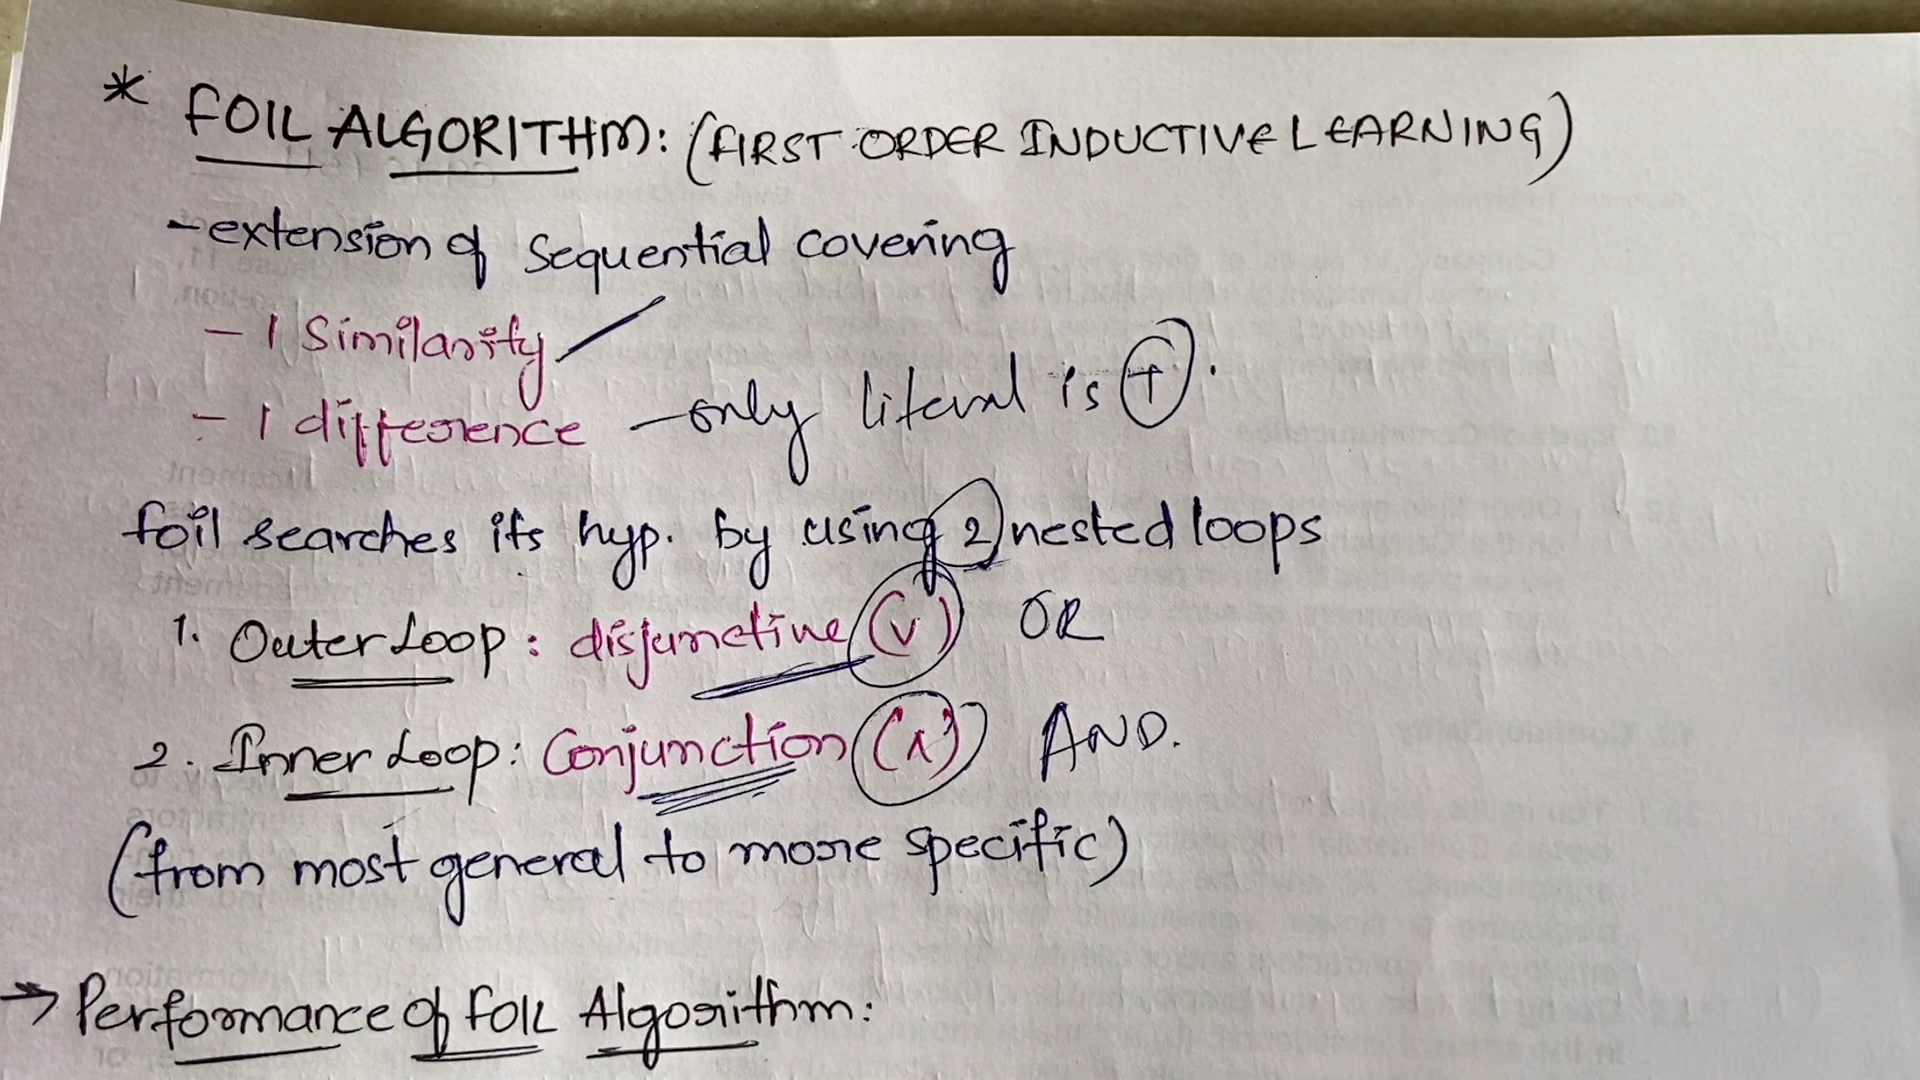 * FOIL ALGORITHM: (FIRST ORDER INDUCTIVE LEARNING)
- extension of Sequential covering
- 1 Similarity
- 1 difference - only literal is +.
foil searches its hyp. by using 2 nested loops
1. Outer Loop: disjunctive (v) OR
2. Inner Loop: Conjunction (∧) AND.
(from most general to more specific)
→ Performance of FOIL Algorithm: